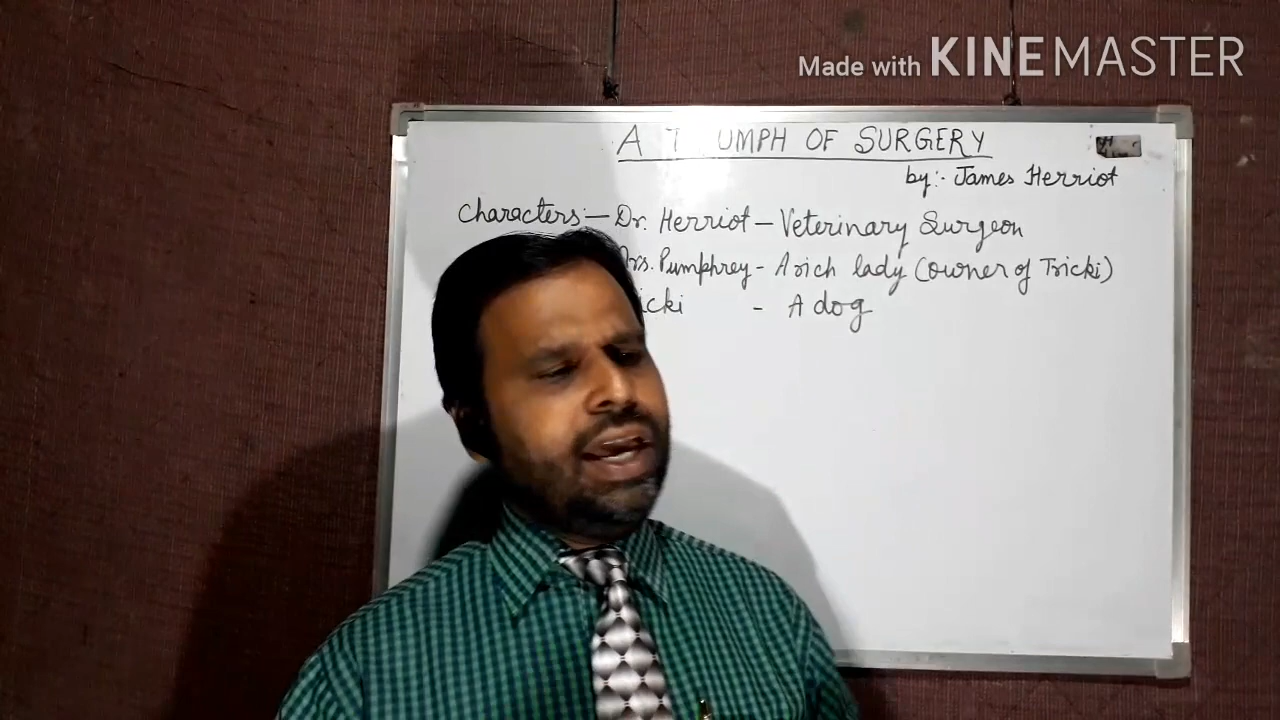 Made with KINEMASTER
A T UMPH OF SURGERY
by:- James Herriot
Characters:- Dr. Herriot - Veterinary Surgeon
Mrs. Pumphrey - A rich lady (owner of Tricki)
icki - A dog